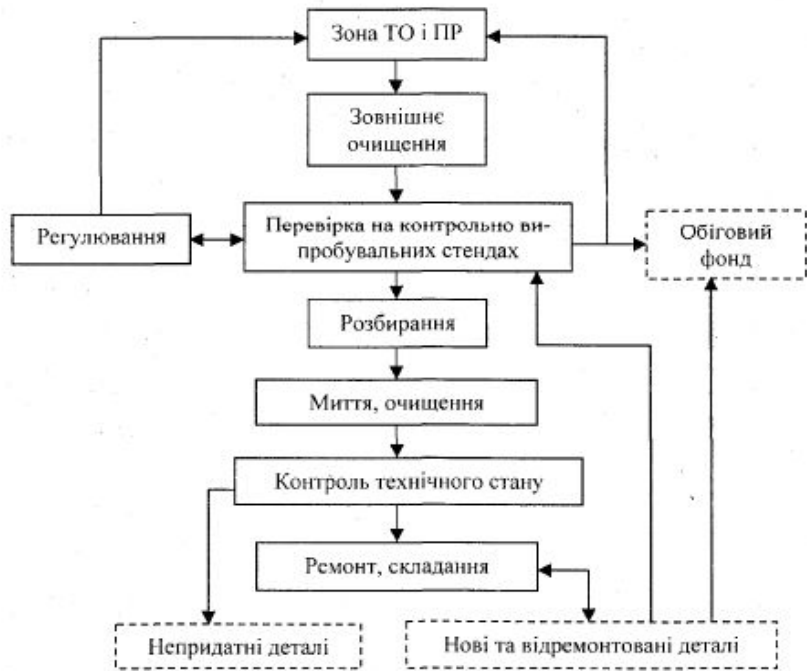 Зона ТО і ПР
Зовнішнє
очищення
Регулювання
Перевірка на контрольно ви-
пробувальних стендах
Обіговий
фонд
Розбирання
Миття, очищення
Контроль технічного стану
Ремонт, складання
Непридатні деталі
Нові та відремонтовані деталі